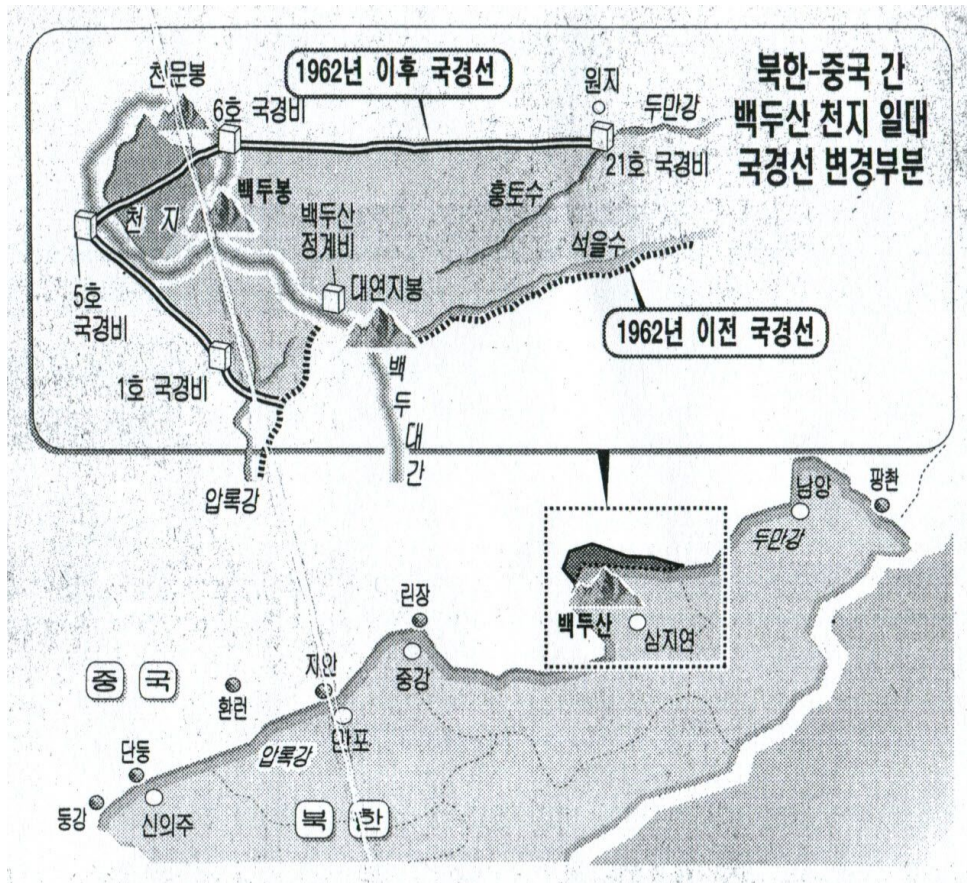 북한-중국 간
백두산 천지 일대
국경선 변경부분
1962년 이후 국경선
천문봉
6호 국경비
원지
두만강
21호 국경비
백두봉
천 지
홍토수
백두산
정계비
석을수
5호
국경비
대연지봉
1962년 이전 국경선
1호 국경비
백
두
대
간
압록강
남양
팡촨
두만강
린장
백두산
삼지연
중 국
지안
중강
환런
만포
단둥
압록강
둥강
신의주
북 한